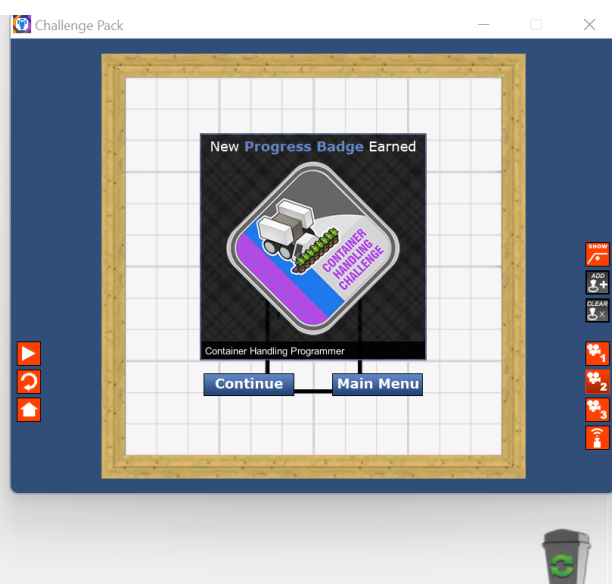 Challenge Pack
New Progress Badge Earned
CONTAINER
HANDLING
CHALLENGE
Container Handling Programmer
Continue
Main Menu
SHOW
ADD
CLEAR
1
2
3